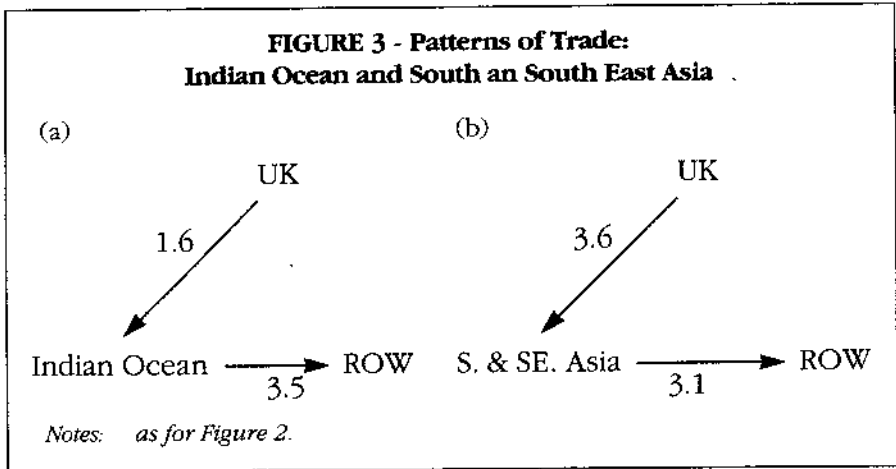 FIGURE 3 - Patterns of Trade:
Indian Ocean and South an South East Asia
(a)
(b)
UK
UK
1.6
3.6
Indian Ocean
ROW
S. & SE. Asia
ROW
3.5
3.1
Notes: as for Figure 2.